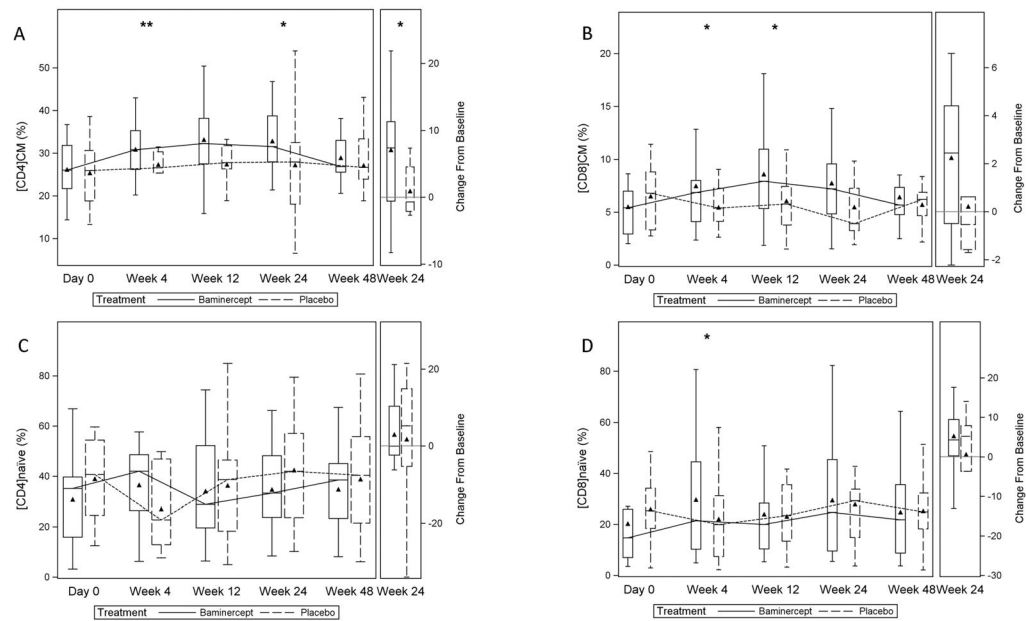 A
** * *
[CD4]CM (%)
50
40
30
20
10
20
10
0
-10
Change From Baseline
Day 0 Week 4 Week 12 Week 24 Week 48 Week 24
Treatment Baminercept Placebo
B
* *
[CD8]CM (%)
20
15
10
5
0
6
4
2
0
-2
Change From Baseline
Day 0 Week 4 Week 12 Week 24 Week 48 Week 24
Treatment Baminercept Placebo
C
[CD4]naïve (%)
80
60
40
20
0
20
0
-20
Change From Baseline
Day 0 Week 4 Week 12 Week 24 Week 48 Week 24
Treatment Baminercept Placebo
D
*
[CD8]naïve (%)
80
60
40
20
0
20
10
0
-10
-20
-30
Change From Baseline
Day 0 Week 4 Week 12 Week 24 Week 48 Week 24
Treatment Baminercept Placebo